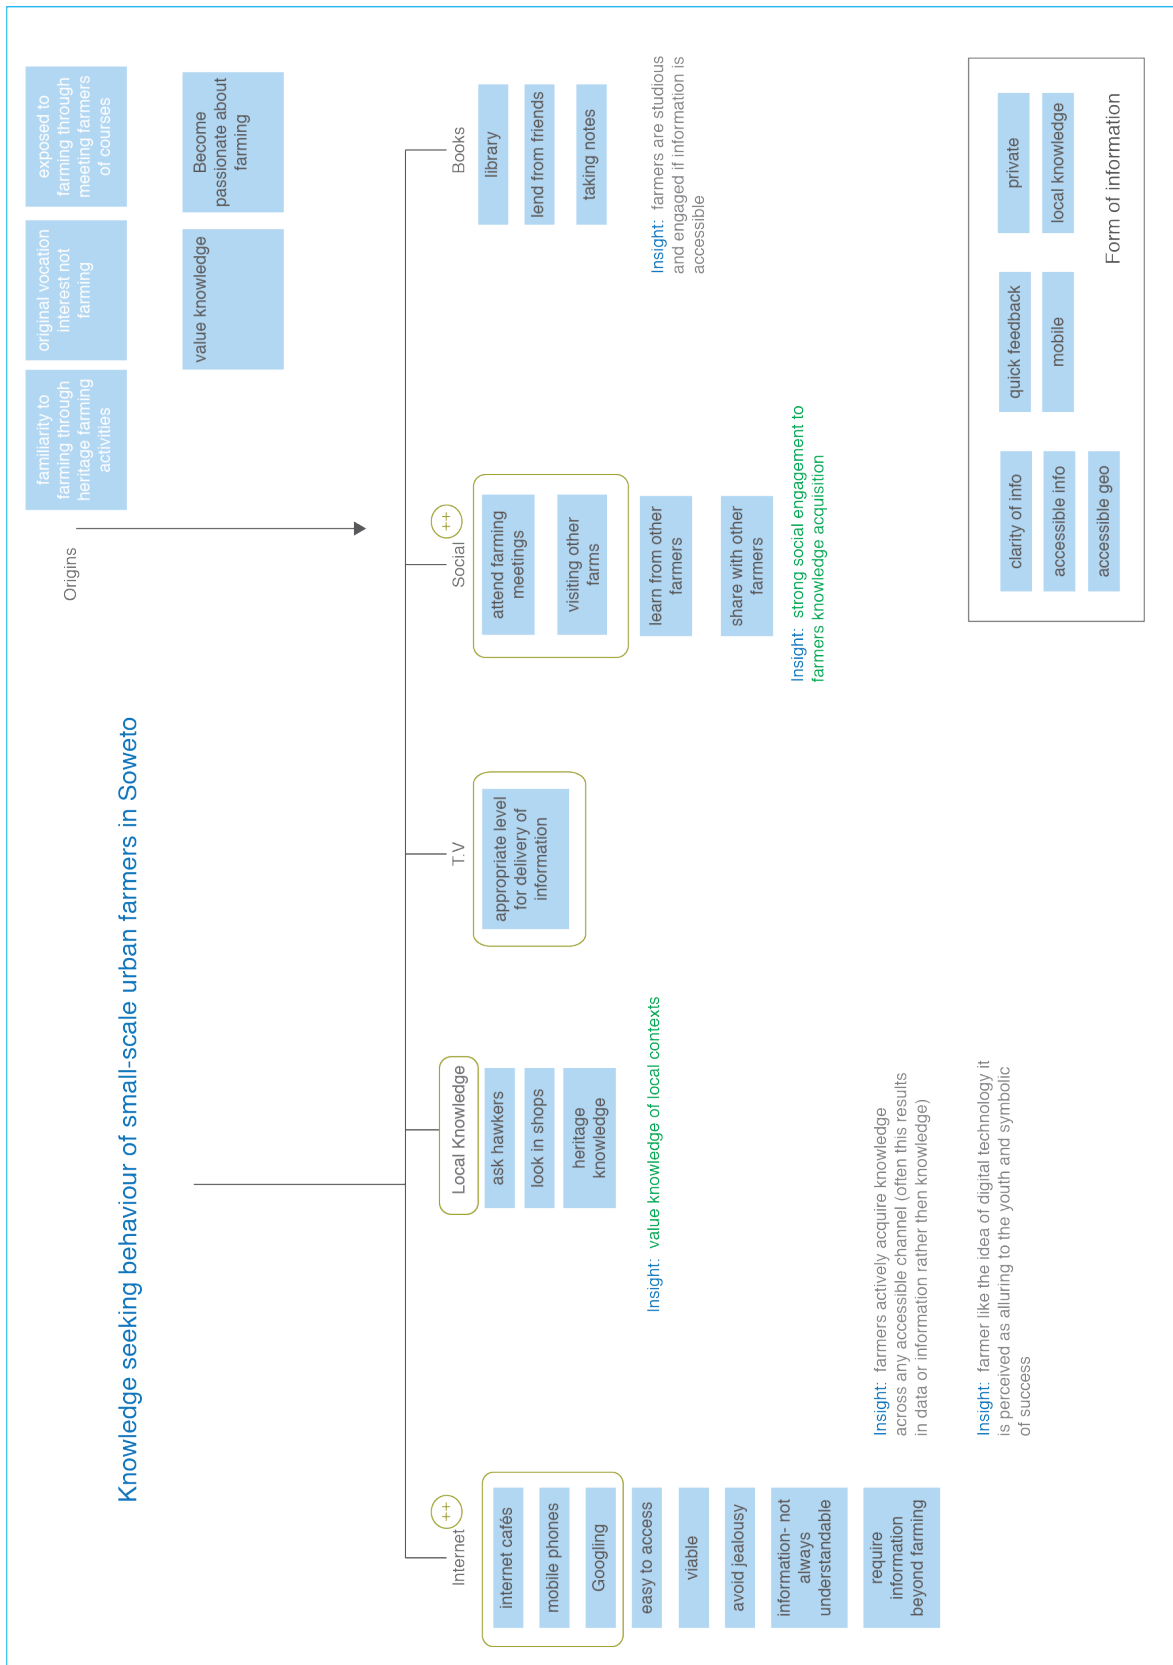 Knowledge seeking behaviour of small-scale urban farmers in Soweto
Origins
familiarity to
farming through
heritage farming
activities
original vocation
interest not
farming
exposed to
farming through
meeting farmers
of courses
value knowledge
Become
passionate about
farming
Internet
++
internet cafés
mobile phones
Googling
easy to access
viable
avoid jealousy
information- not
always
understandable
require
information
beyond farming
Local Knowledge
ask hawkers
look in shops
heritage
knowledge
Insight: value knowledge of local contexts
T.V
appropriate level
for delivery of
information
Social
++
attend farming
meetings
visiting other
farms
learn from other
farmers
share with other
farmers
Insight: strong social engagement to
farmers knowledge acquisition
Books
library
lend from friends
taking notes
Insight: farmers are studious
and engaged if information is
accessible
Insight: farmers actively acquire knowledge
across any accessible channel (often this results
in data or information rather then knowledge)
Insight: farmer like the idea of digital technology it
is perceived as alluring to the youth and symbolic
of success
clarity of info
accessible info
accessible geo
quick feedback
mobile
private
local knowledge
Form of information